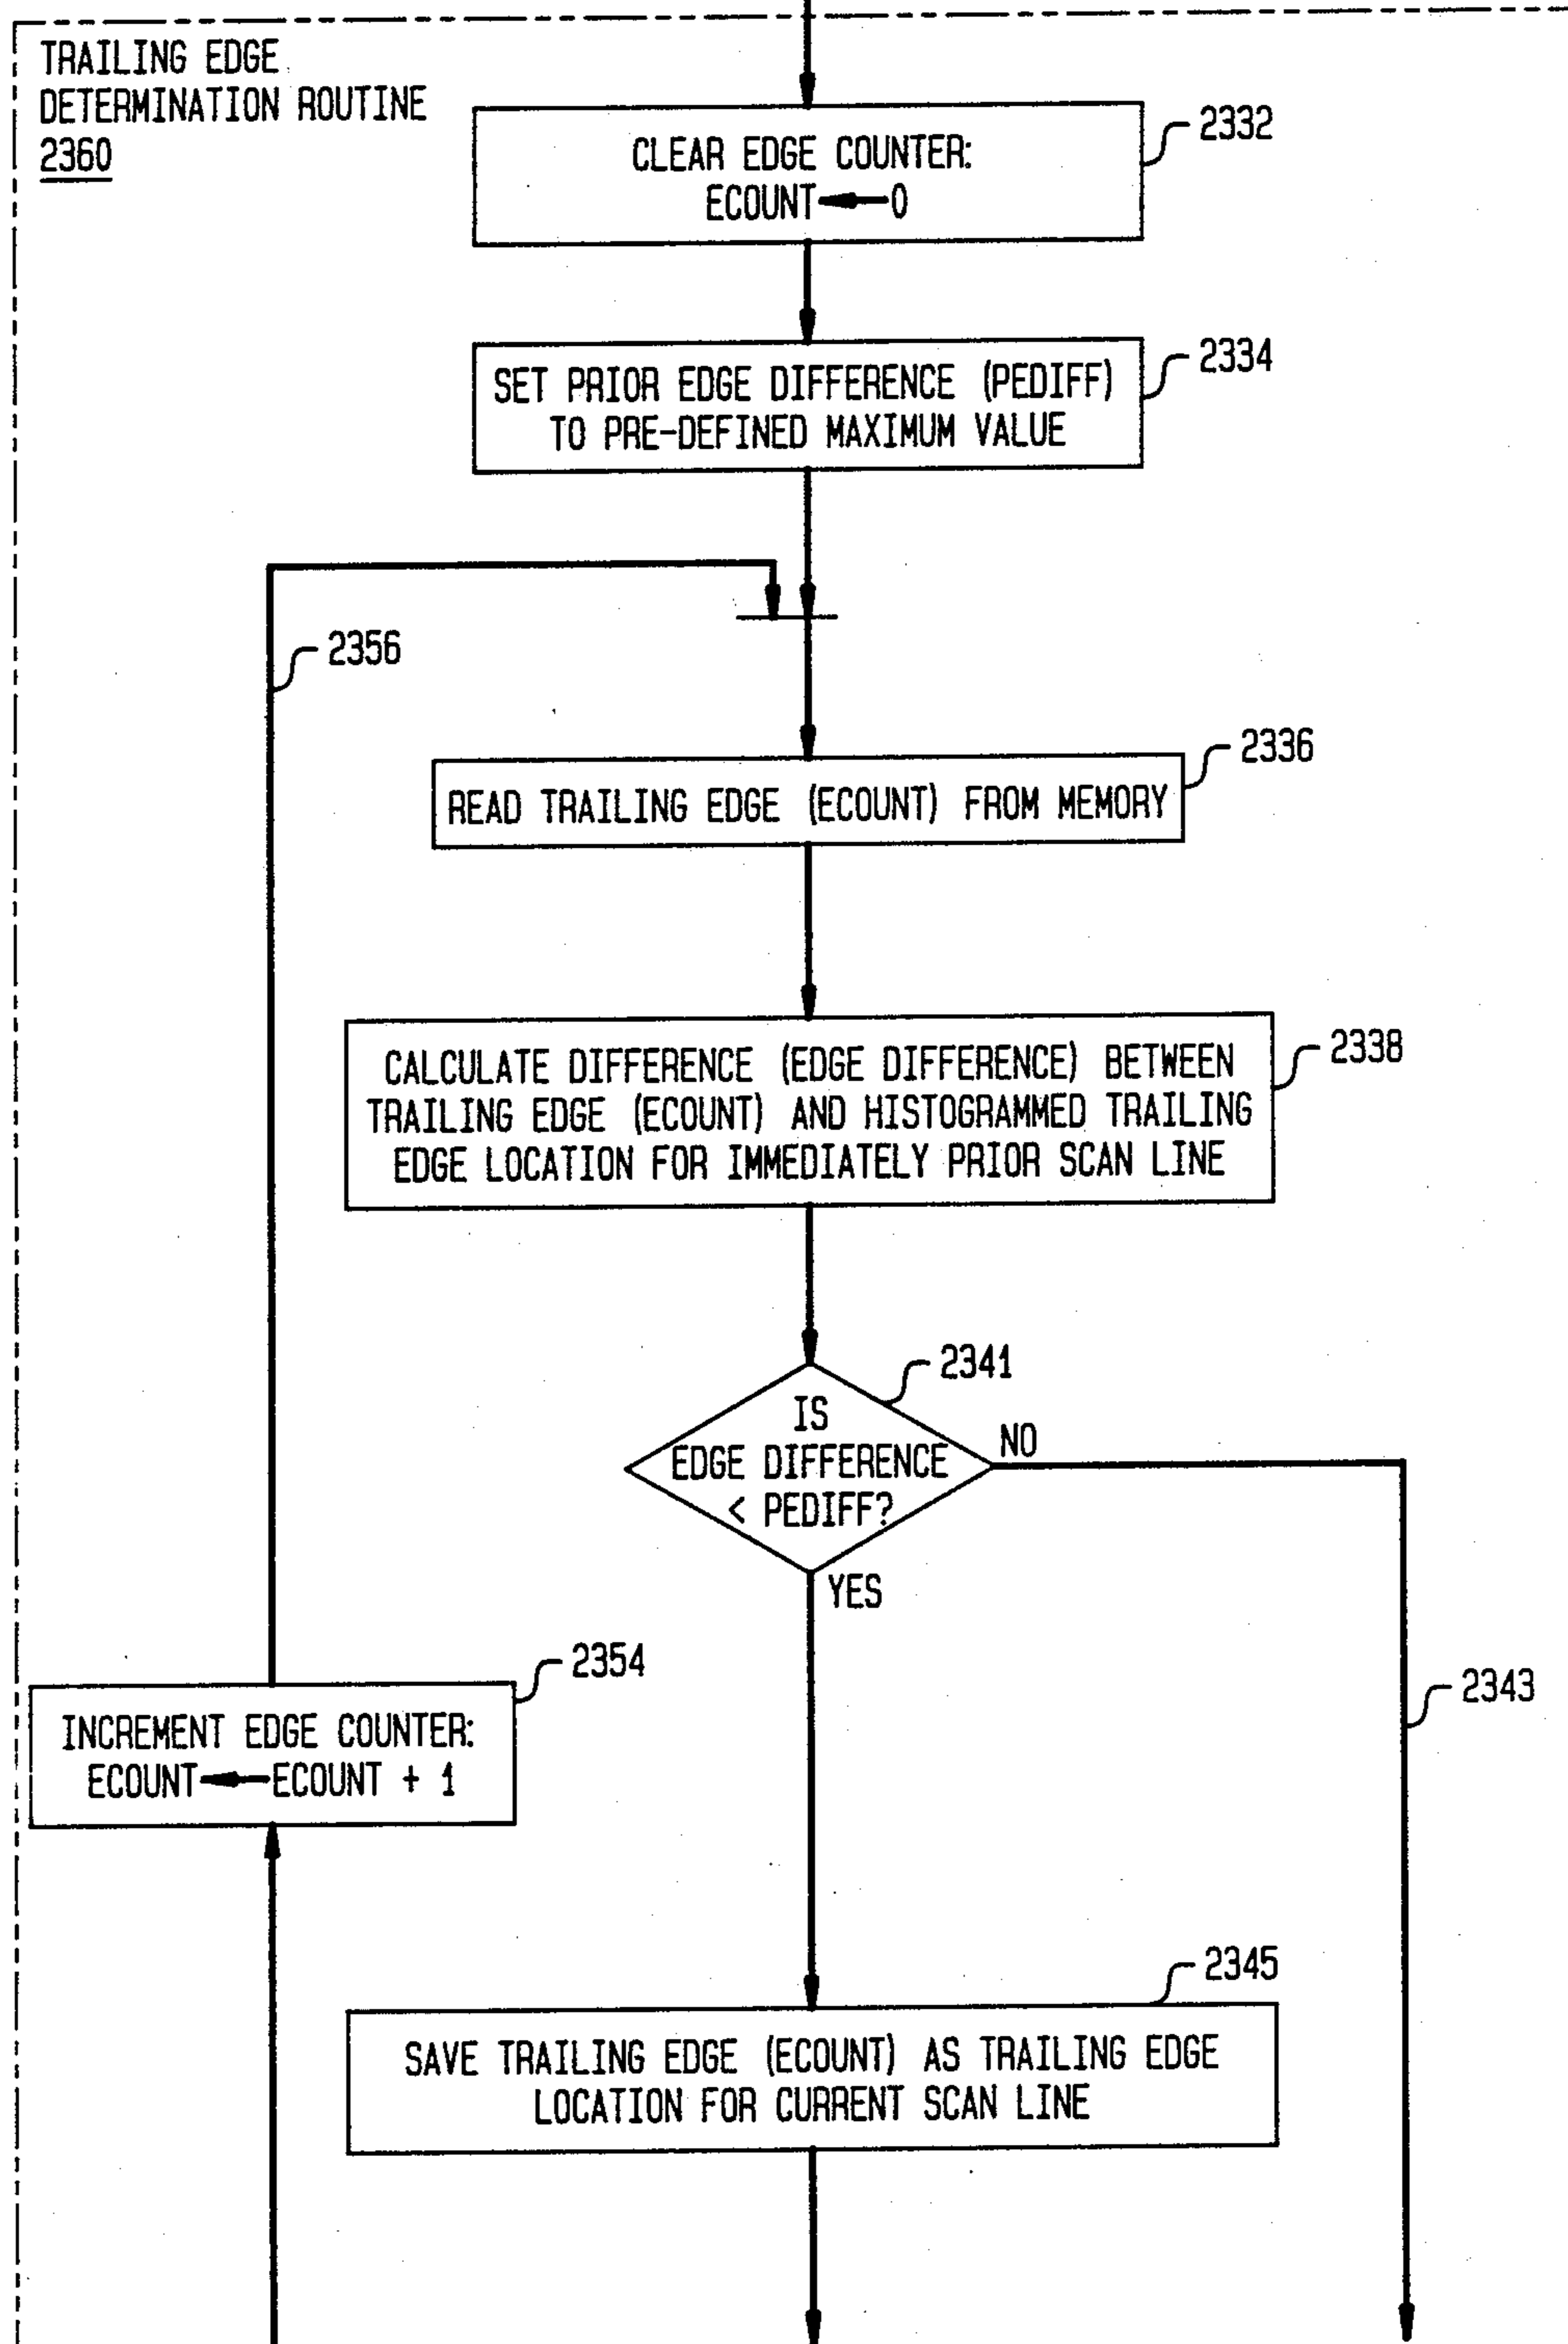 TRAILING EDGE
DETERMINATION ROUTINE
2360
2332
CLEAR EDGE COUNTER:
ECOUNT←0
2334
SET PRIOR EDGE DIFFERENCE (PEDIFF)
TO PRE-DEFINED MAXIMUM VALUE
2356
2336
READ TRAILING EDGE (ECOUNT) FROM MEMORY
2338
CALCULATE DIFFERENCE (EDGE DIFFERENCE) BETWEEN
TRAILING EDGE (ECOUNT) AND HISTOGRAMMED TRAILING
EDGE LOCATION FOR IMMEDIATELY PRIOR SCAN LINE
2341
IS
EDGE DIFFERENCE
< PEDIFF?
NO
YES
2354
INCREMENT EDGE COUNTER:
ECOUNT←ECOUNT + 1
2343
2345
SAVE TRAILING EDGE (ECOUNT) AS TRAILING EDGE
LOCATION FOR CURRENT SCAN LINE